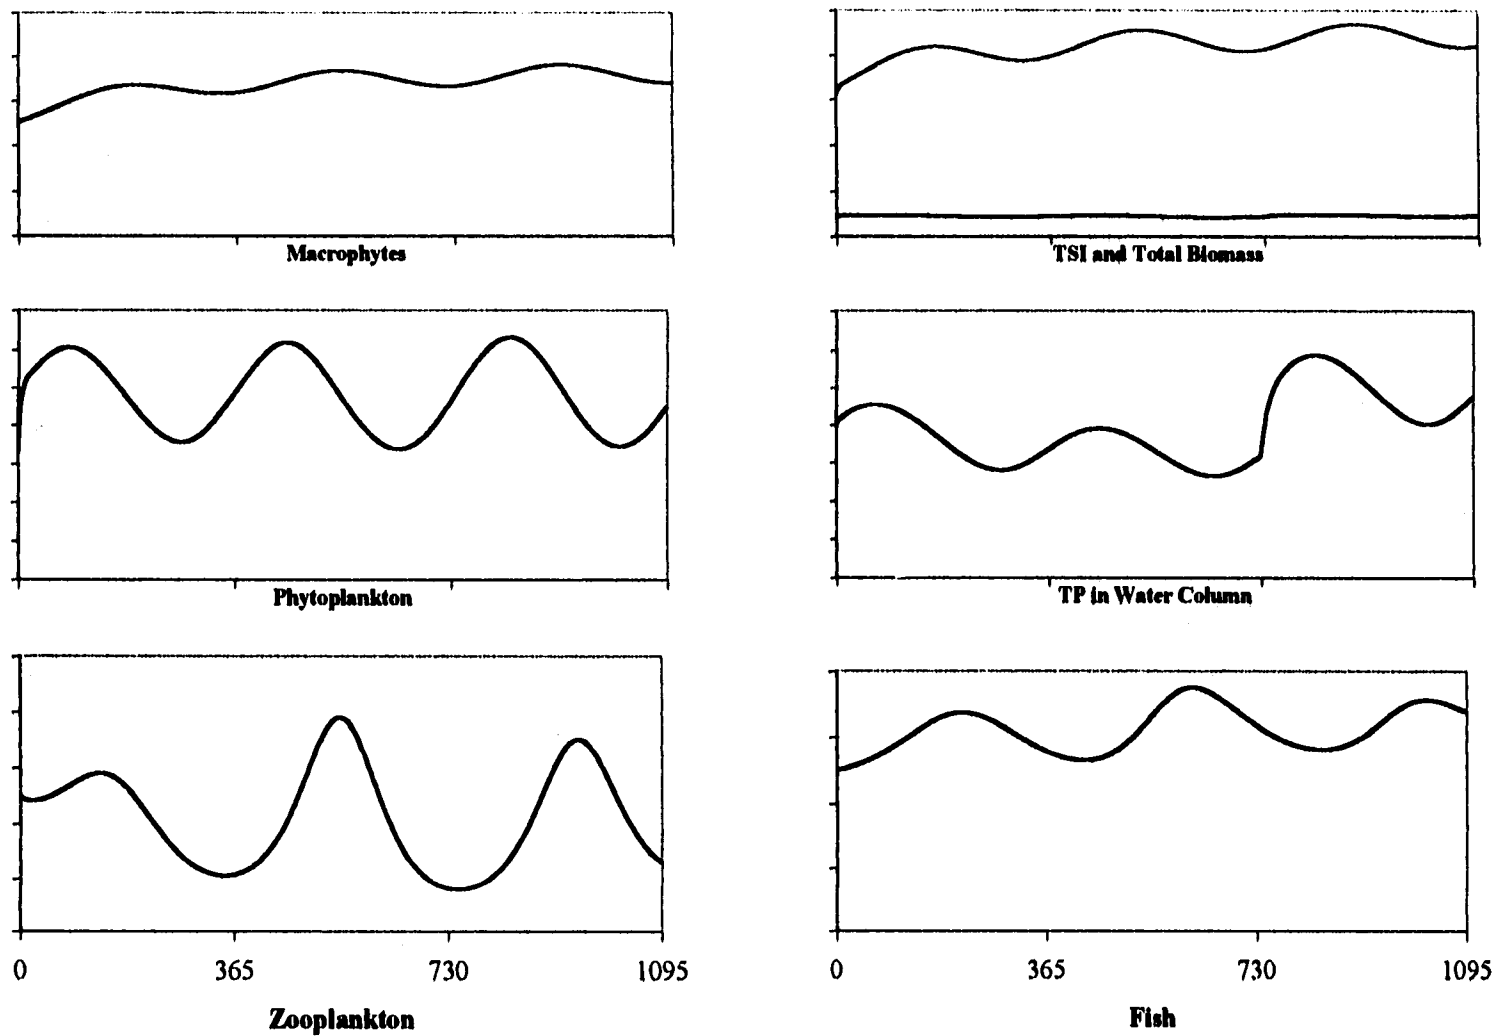 Macrophytes
TSI and Total Biomass
Phytoplankton
TP in Water Column
0 365 730 1095
0 365 730 1095
Zooplankton
Fish